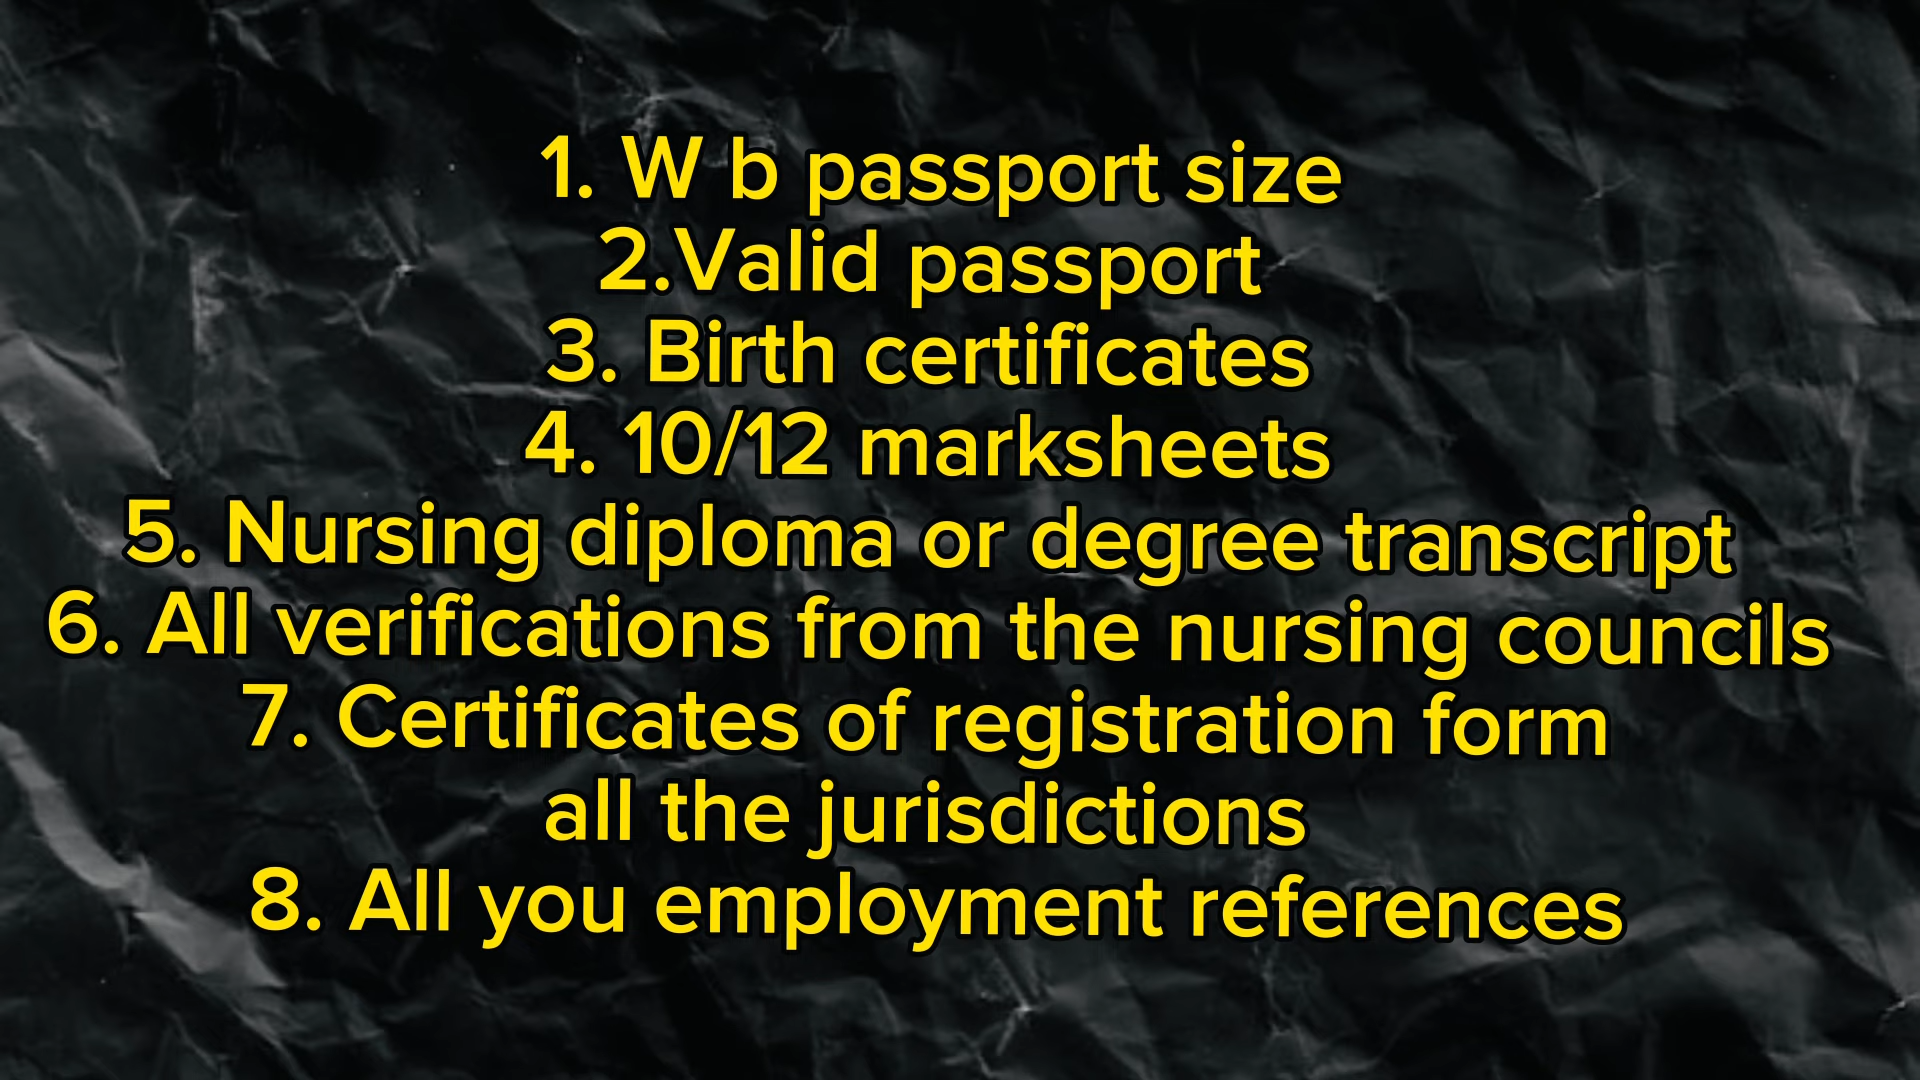 1. W b passport size
2.Valid passport
3. Birth certificates
4. 10/12 marksheets
5. Nursing diploma or degree transcript
6. All verifications from the nursing councils
7. Certificates of registration form
all the jurisdictions
8. All you employment references